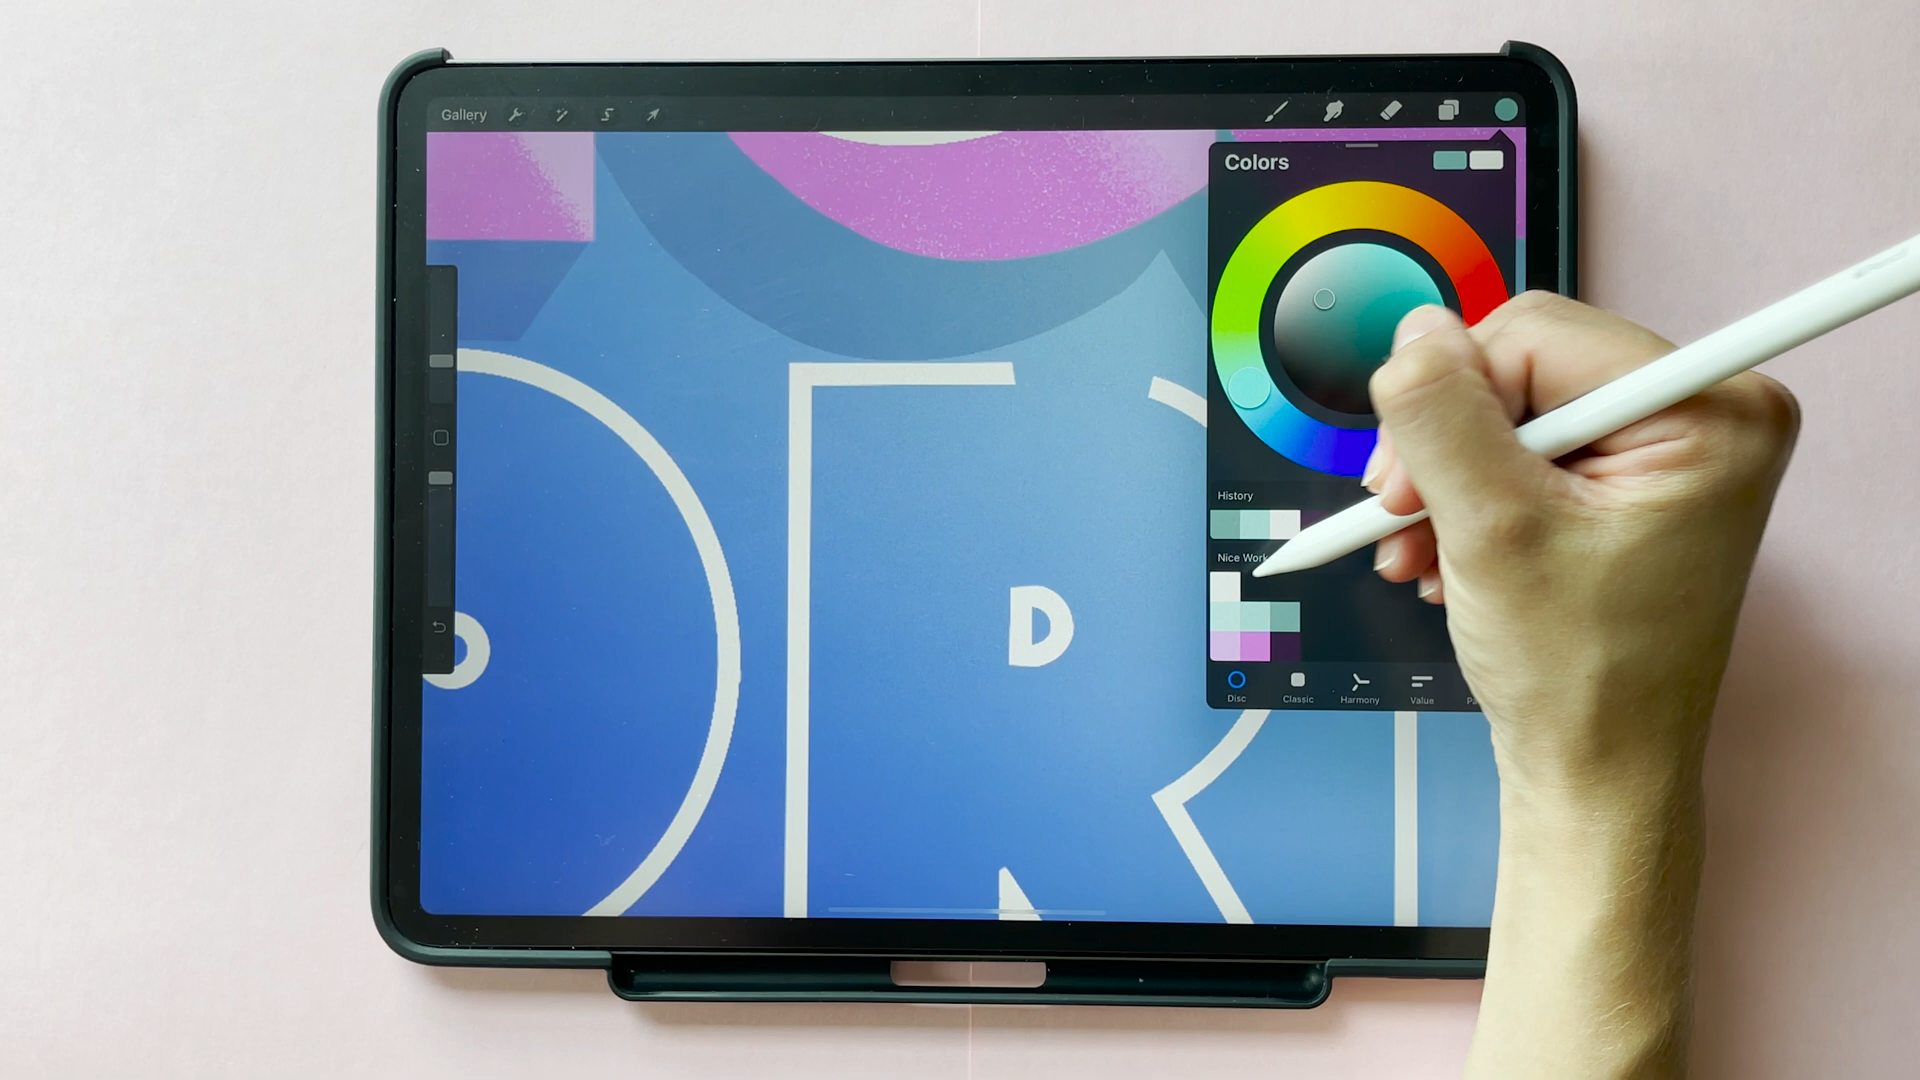 Gallery
Colors
D
R
History
Nice Work
Disc
Classic
Harmony
Value